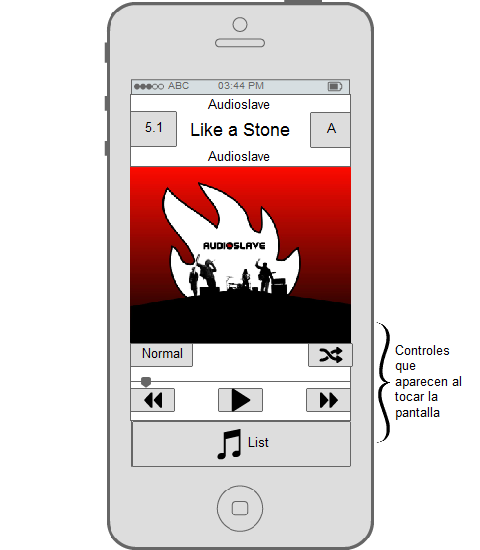 ABC 03:44 PM
Audioslave
5.1 Like a Stone A
Audioslave
AUDIOSLAVE
Normal
List
Controles
que
aparecen al
tocar la
pantalla